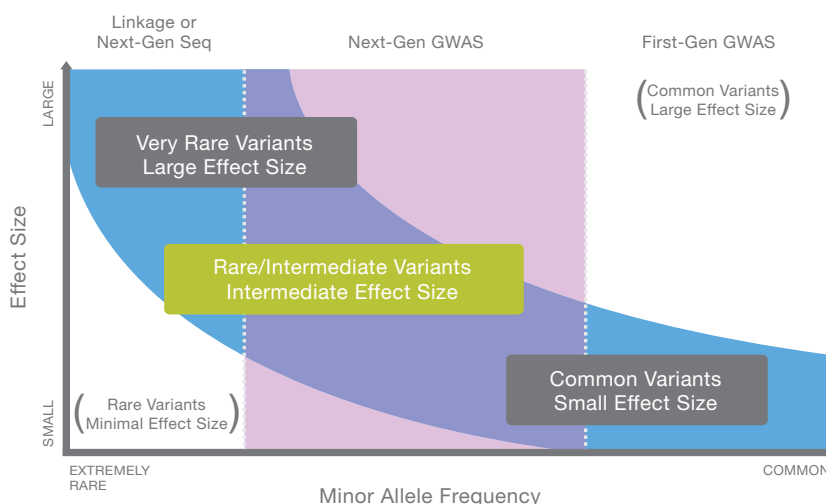 Linkage or
Next-Gen Seq
Next-Gen GWAS
First-Gen GWAS
LARGE
(Common Variants
Large Effect Size)
Very Rare Variants
Large Effect Size
Effect Size
Rare/Intermediate Variants
Intermediate Effect Size
Common Variants
Small Effect Size
(Rare Variants
Minimal Effect Size)
SMALL
EXTREMELY
RARE
COMMON
Minor Allele Frequency